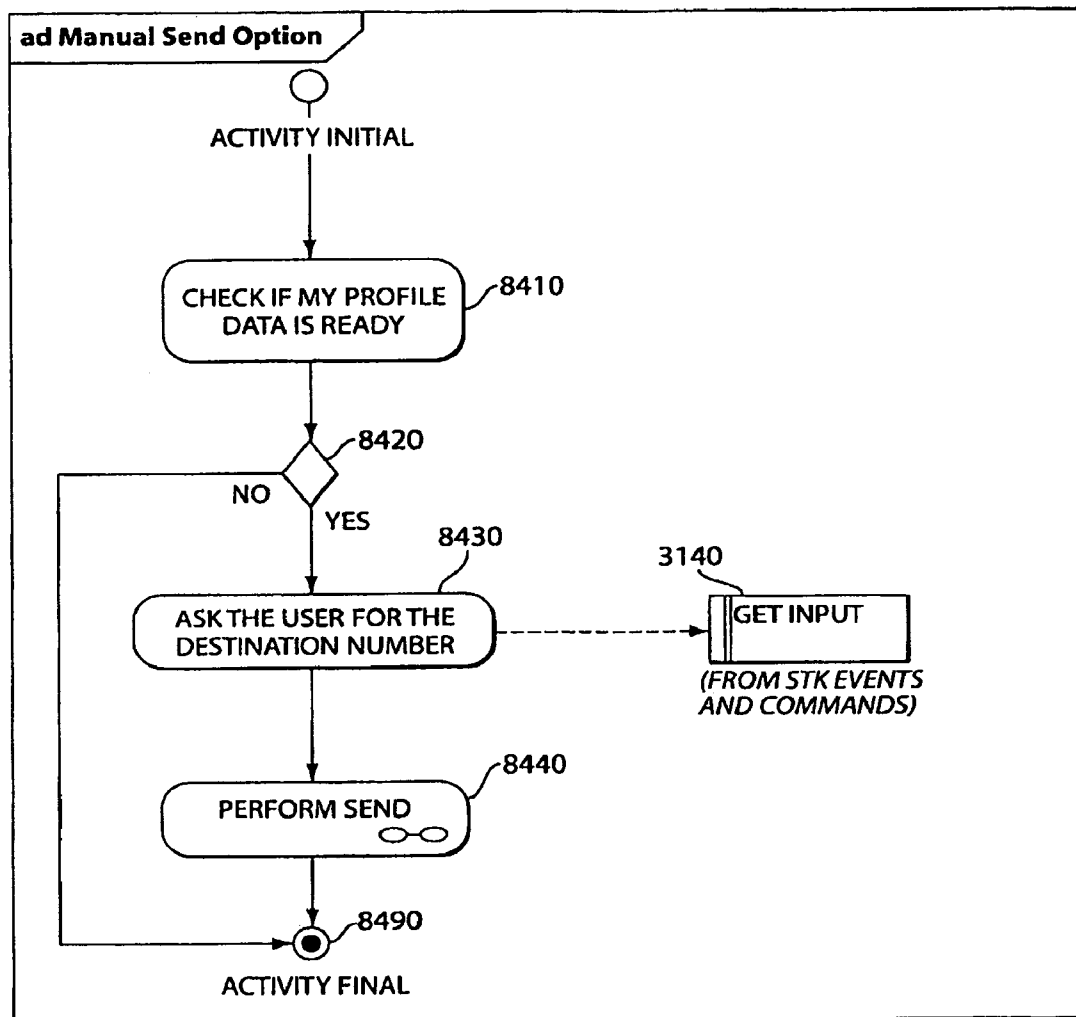 ad Manual Send Option
ACTIVITY INITIAL
CHECK IF MY PROFILE
DATA IS READY
8410
8420
NO
YES
8430
ASK THE USER FOR THE
DESTINATION NUMBER
3140
GET INPUT
(FROM STK EVENTS
AND COMMANDS)
8440
PERFORM SEND
8490
ACTIVITY FINAL